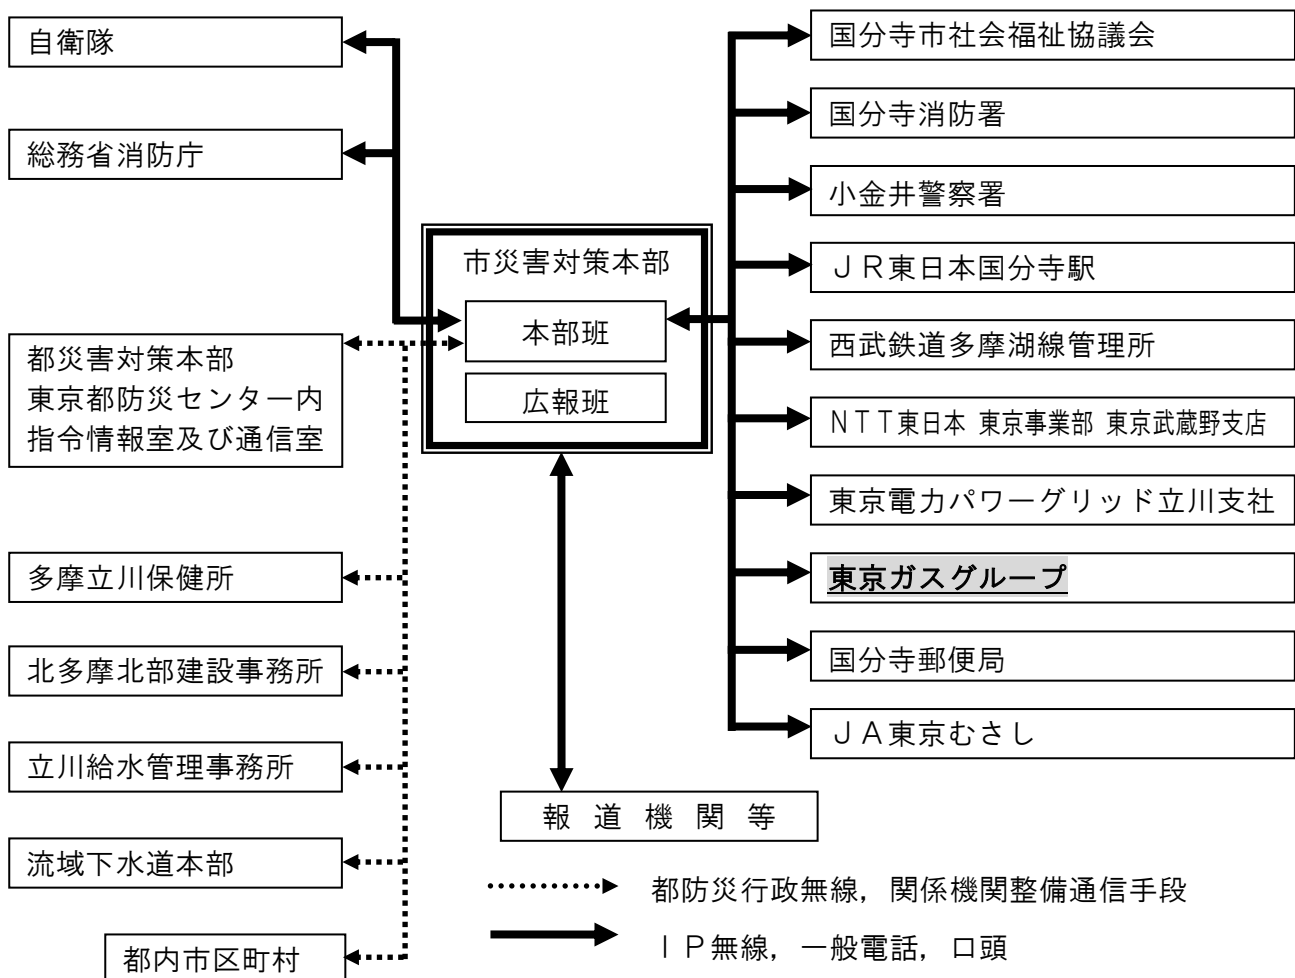 自衛隊
総務省消防庁
都災害対策本部
東京都防災センター内
指令情報室及び通信室
多摩立川保健所
北多摩北部建設事務所
立川給水管理事務所
流域下水道本部
都内市区町村
市災害対策本部
本部班
広報班
報道機関等
国分寺市社会福祉協議会
国分寺消防署
小金井警察署
ＪＲ東日本国分寺駅
西武鉄道多摩湖線管理所
ＮＴＴ東日本 東京事業部 東京武蔵野支店
東京電力パワーグリッド立川支社
東京ガスグループ
国分寺郵便局
ＪＡ東京むさし
都防災行政無線，関係機関整備通信手段
ＩＰ無線，一般電話，口頭